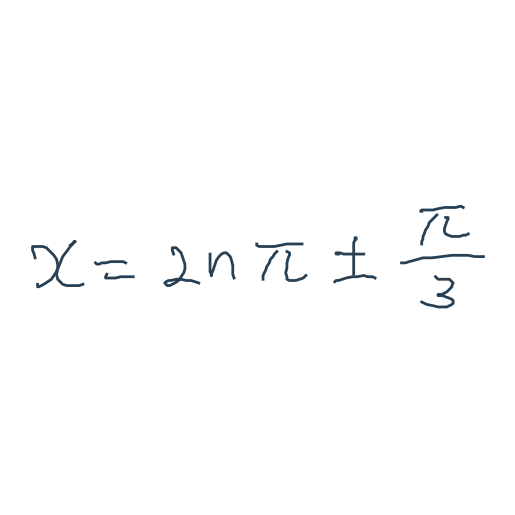 x = 2nπ ± π/3